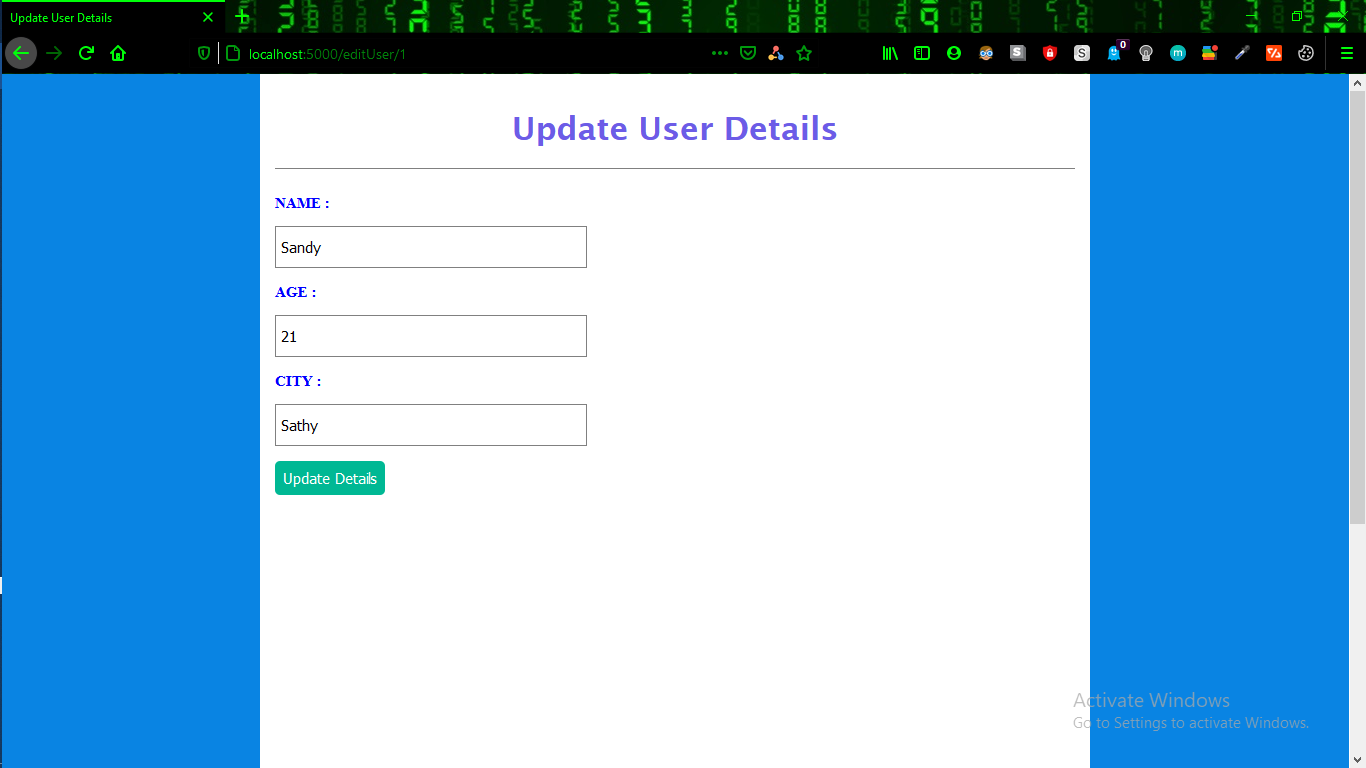 Update User Details
localhost:5000/editUser/1
S
S
0
m
Update User Details
NAME :
Sandy
AGE :
21
CITY :
Sathy
Update Details
Activate Windows
Go to Settings to activate Windows.